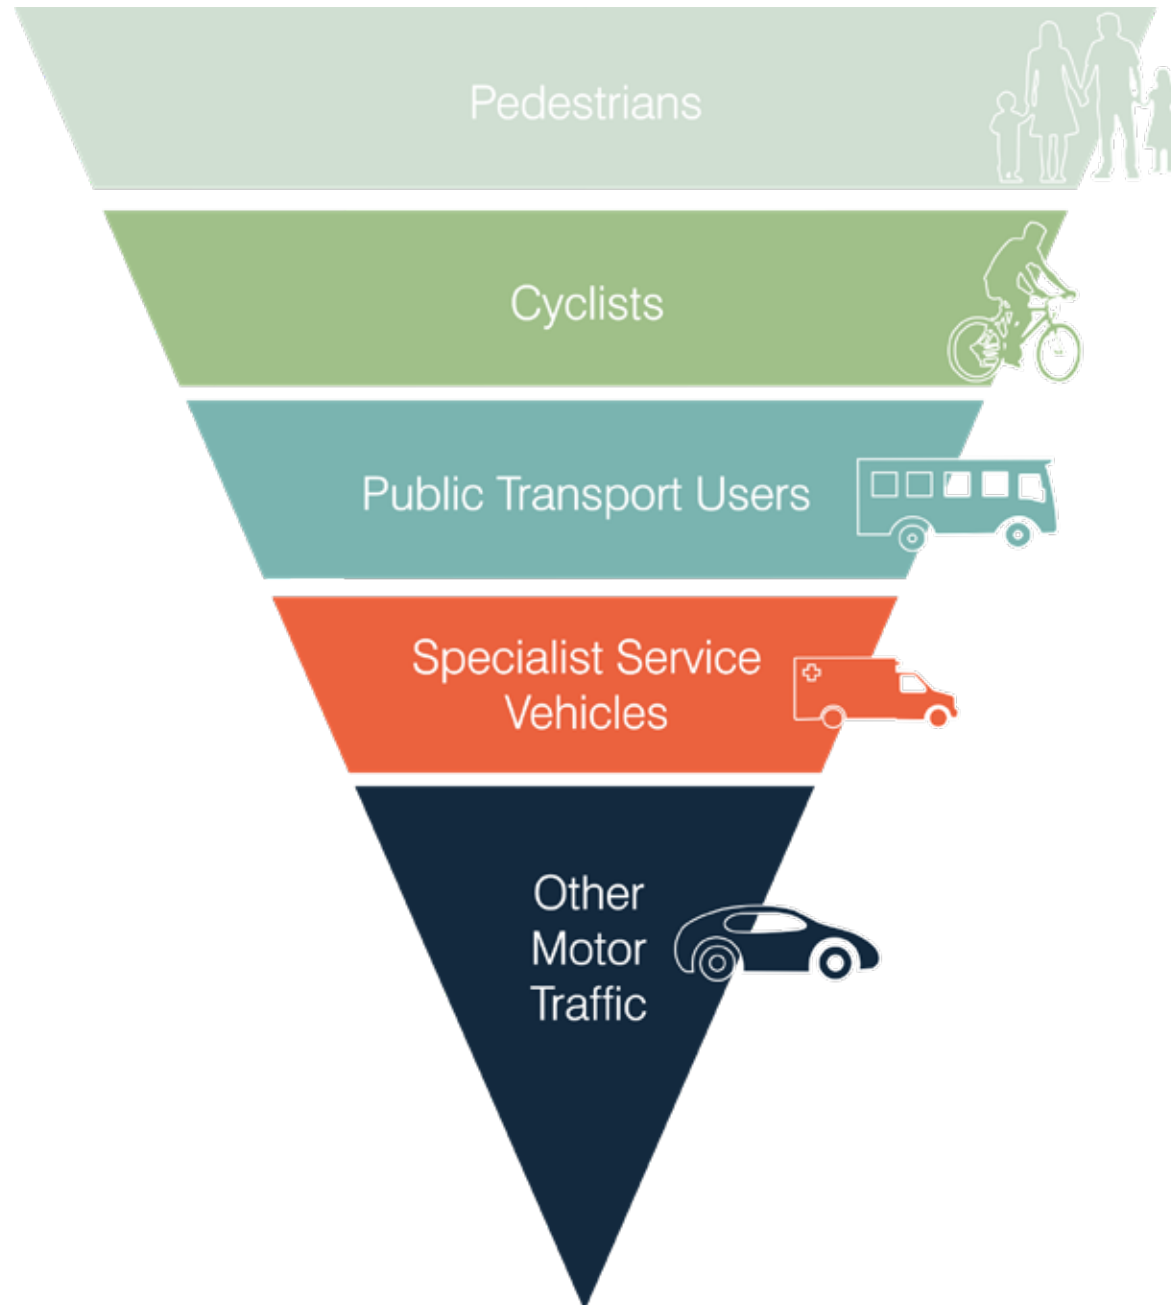 Pedestrians
Cyclists
Public Transport Users
Specialist Service
Vehicles
Other
Motor
Traffic